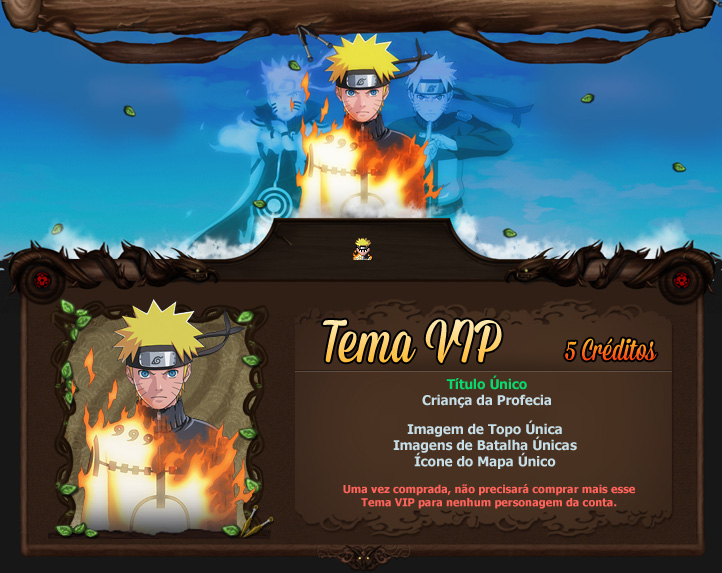 Tema VIP
5 Créditos
Título Único
Criança da Profecia
Imagem de Topo Única
Imagens de Batalha Únicas
Ícone do Mapa Único
Uma vez comprada, não precisará comprar mais esse
Tema VIP para nenhum personagem da conta.